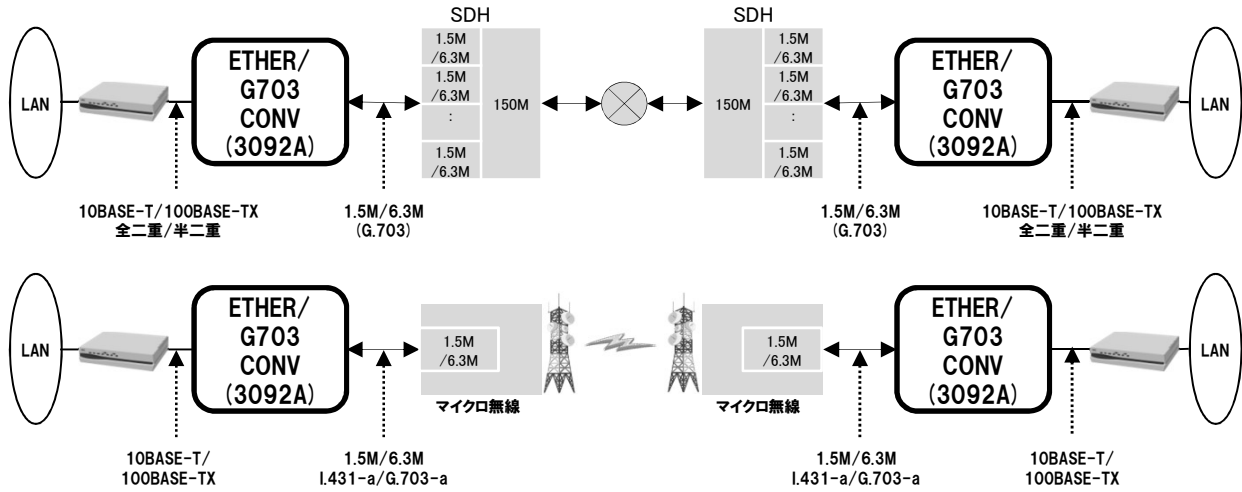 SDH
SDH
LAN
ETHER/
G703
CONV
(3092A)
1.5M
/6.3M
1.5M
/6.3M
:
1.5M
/6.3M
150M
150M
1.5M
/6.3M
1.5M
/6.3M
:
1.5M
/6.3M
ETHER/
G703
CONV
(3092A)
LAN
10BASE-T/100BASE-TX
全二重/半二重
1.5M/6.3M
(G.703)
1.5M/6.3M
(G.703)
10BASE-T/100BASE-TX
全二重/半二重
LAN
ETHER/
G703
CONV
(3092A)
1.5M
/6.3M
マイクロ無線
1.5M
/6.3M
マイクロ無線
ETHER/
G703
CONV
(3092A)
LAN
10BASE-T/
100BASE-TX
1.5M/6.3M
I.431-a/G.703-a
1.5M/6.3M
I.431-a/G.703-a
10BASE-T/
100BASE-TX